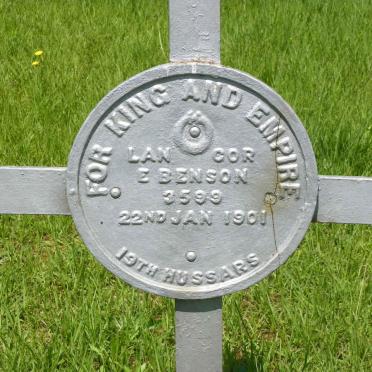 FOR KING AND EMPIRE
LAN COR
E BENSON
3599
22ND JAN 1901
19TH HUSSARS